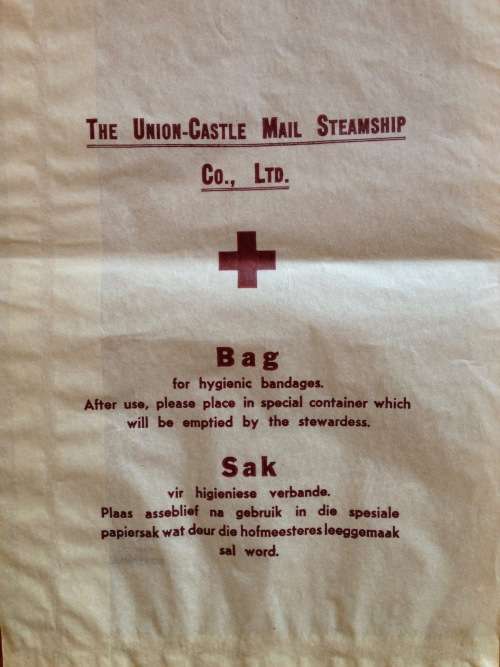 The Union-Castle Mail Steamship
Co., Ltd.
Bag
for hygienic bandages.
After use, please place in special container which
will be emptied by the stewardess.
Sak
vir higieniese verbande.
Plaas asseblief na gebruik in die spesiale
papiersak wat deur die hofmeesteres leeggemaak
sal word.